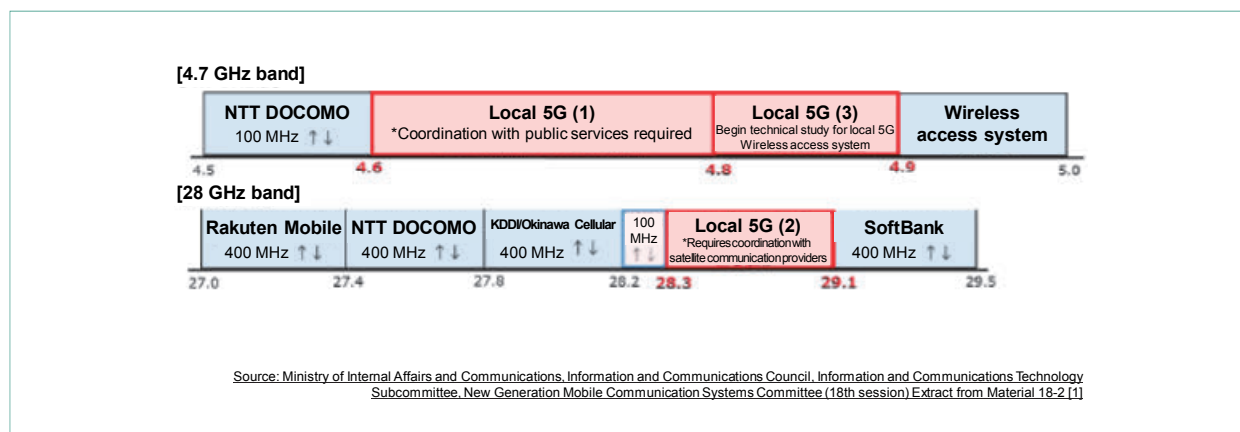 [4.7 GHz band]
NTT DOCOMO
100 MHz ↑↓
Local 5G (1)
*Coordination with public services required
Local 5G (3)
Begin technical study for local 5G
Wireless access system
Wireless
access system
4.5
4.6
4.8
4.9
5.0
[28 GHz band]
Rakuten Mobile
400 MHz ↑↓
NTT DOCOMO
400 MHz ↑↓
KDDI/Okinawa Cellular
400 MHz ↑↓
100
MHz
↑↓
Local 5G (2)
*Requires coordination with
satellite communication providers
SoftBank
400 MHz ↑↓
27.0
27.4
27.8
28.2
28.3
29.1
29.5
Source: Ministry of Internal Affairs and Communications, Information and Communications Council, Information and Communications Technology
Subcommittee, New Generation Mobile Communication Systems Committee (18th session) Extract from Material 18-2 [1]